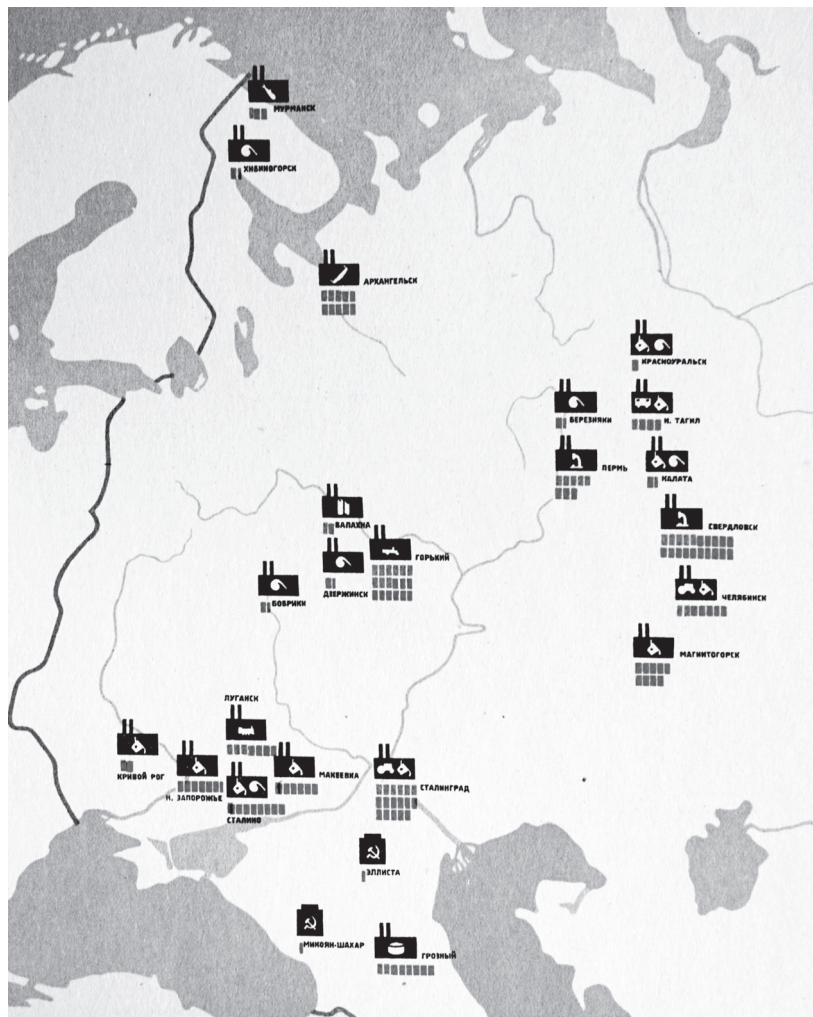 МУРМАНСК
ХИБИНОГОРСК
АРХАНГЕЛЬСК
КРАСНОУРАЛЬСК
БЕРЕЗНЯКИ
Н. ТАГИЛ
ПЕРМЬ
КАЛАТА
СВЕРДЛОВСК
БАЛАХНА
ГОРЬКИЙ
ДЗЕРЖИНСК
ЧЕЛЯБИНСК
БОБРИКИ
МАГНИТОГОРСК
ЛУГАНСК
КРИВОЙ РОГ
Н. ЗАПОРОЖЬЕ
МАКЕЕВКА
СТАЛИНГРАД
СТАЛИНО
ЭЛЛИСТА
МИКОЯН-ШАХАР
ГРОЗНЫЙ